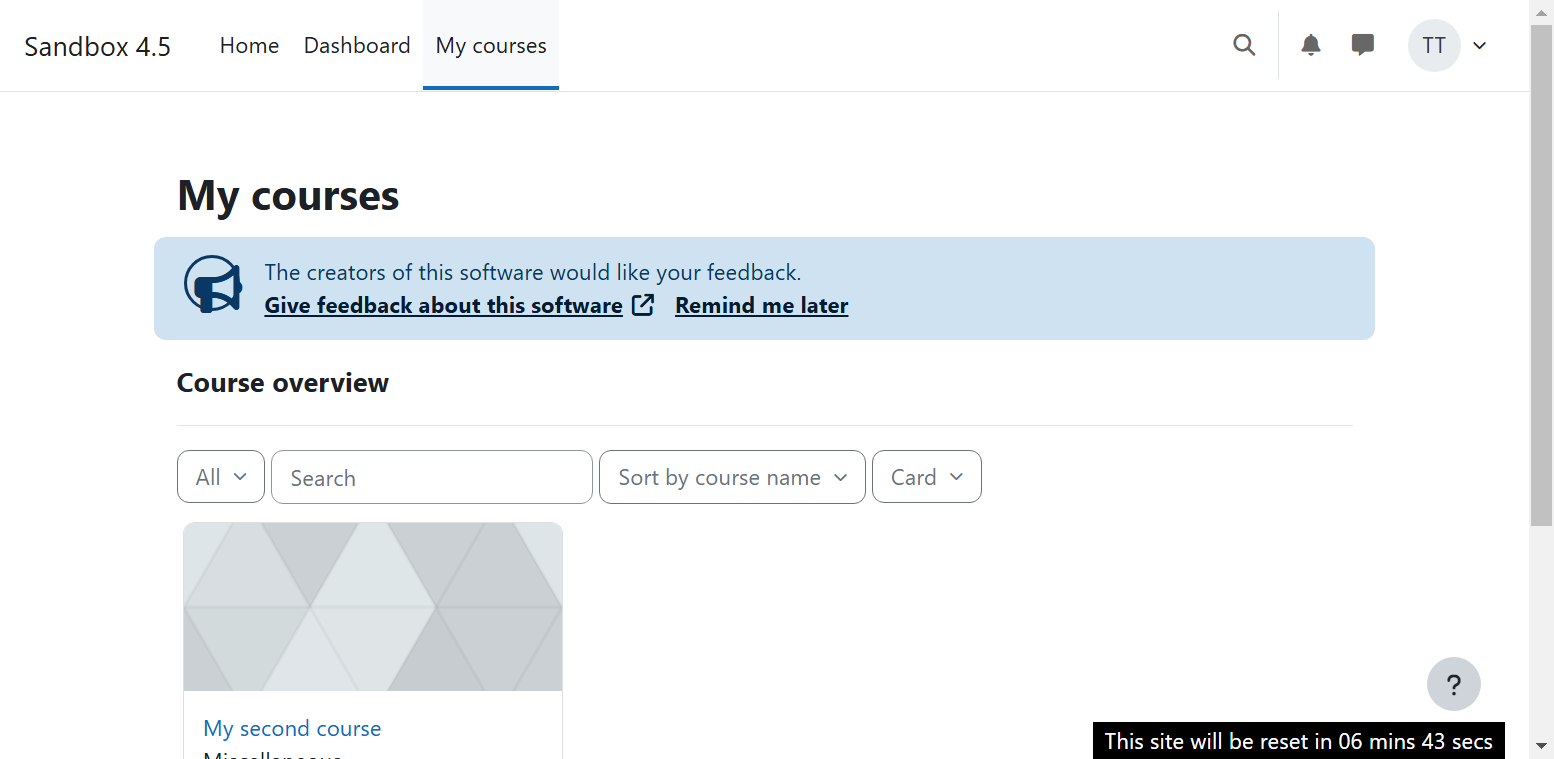 Sandbox 4.5 Home Dashboard My courses TT
My courses
The creators of this software would like your feedback.
Give feedback about this software Remind me later
Course overview
All Search Sort by course name Card
My second course
Miscellaneous
?
This site will be reset in 06 mins 43 secs